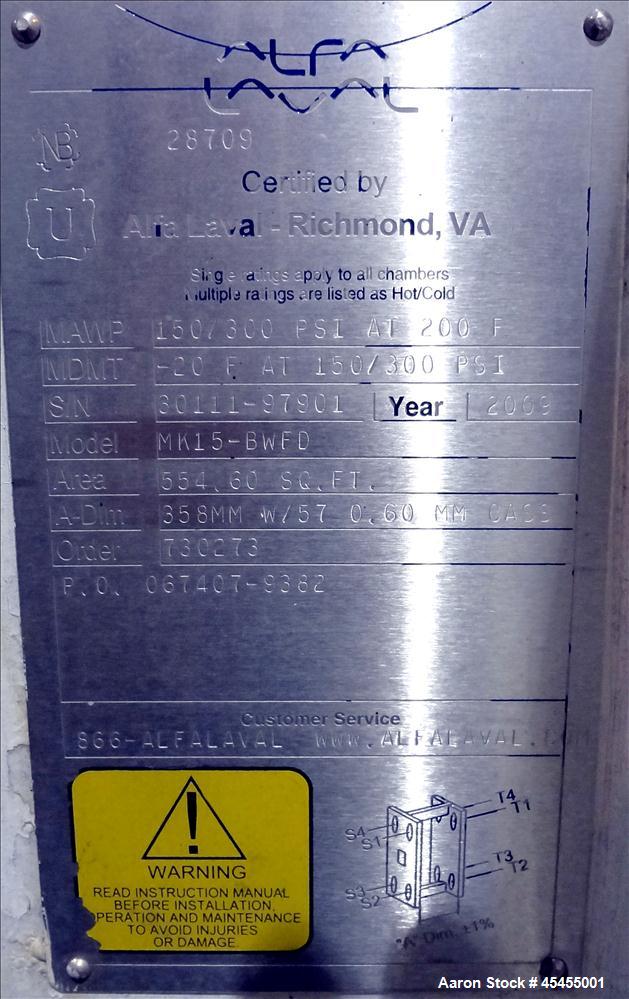 ALFA
LAVAL
NB 28709
U
Certified by
Alfa Laval - Richmond, VA
Single ratings apply to all chambers
Multiple ratings are listed as Hot/Cold
MAWP 150/300 PSI AT 200 F
MDMT -20 F AT 150/300 PSI
S/N 30111-97901 Year 2009
Model MK15-BWFD
Area 554.60 SQ.FT.
A-Dim 358MM W/57 0.60 MM CASS
Order 730273
P.O. 067407-9382
Customer Service
866-ALFALAVAL WWW.ALFALAVAL.COM
WARNING
READ INSTRUCTION MANUAL
BEFORE INSTALLATION,
OPERATION AND MAINTENANCE
TO AVOID INJURIES
OR DAMAGE.
T4
T1
S4
S1
T3
T2
S3
S2
"A" Dim. ±1%
Aaron Stock # 45455001